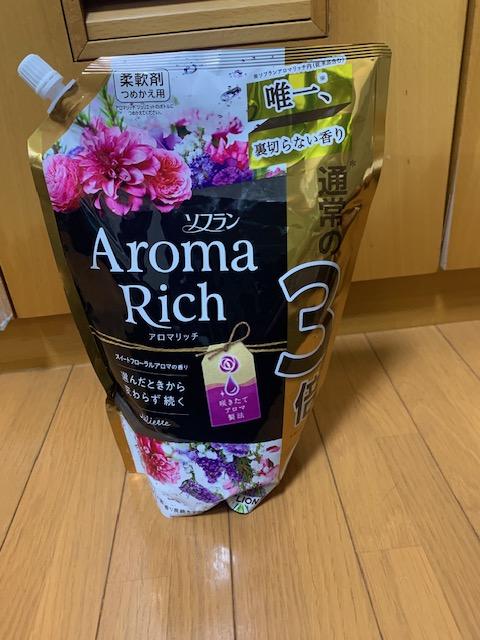 柔軟剤
つめかえ用
唯一、
裏切らない香り
通常の
3
倍
ソフラン
Aroma
Rich
アロマリッチ
スイートフローラルアロマの香り
選んだときから
変わらず続く
Juliette
咲きたて
アロマ
製法
LION